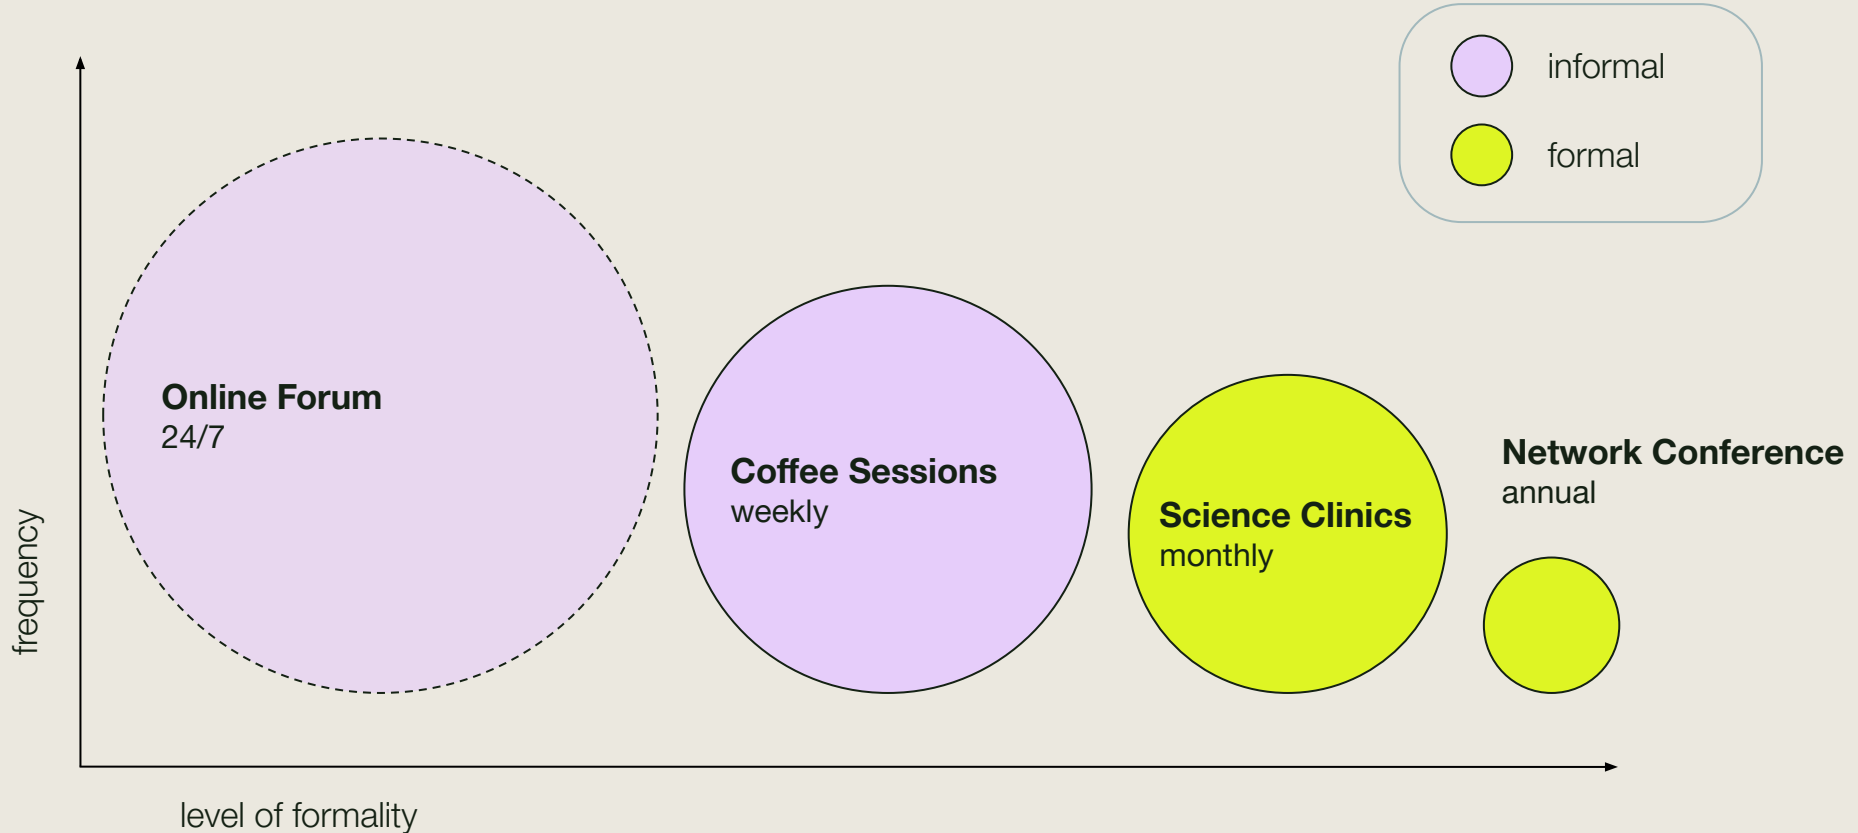 informal
formal
Online Forum
24/7
Coffee Sessions
weekly
Science Clinics
monthly
Network Conference
annual
frequency
level of formality